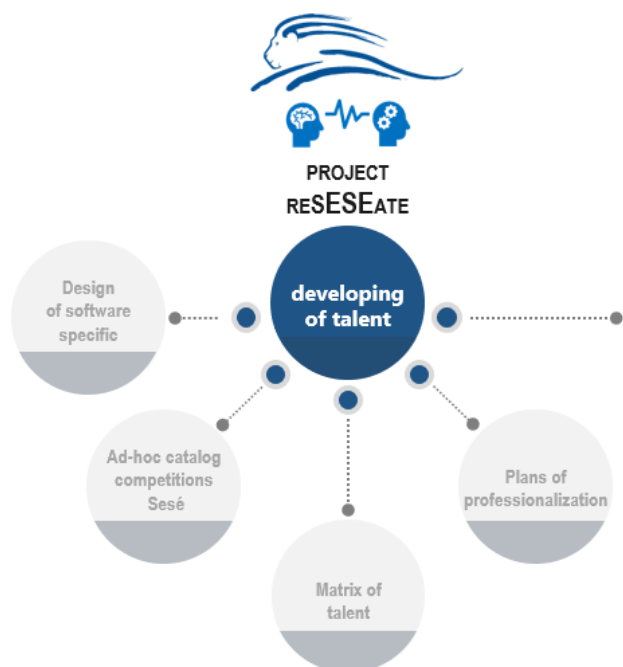 PROJECT
RESESEATE
developing
of talent
Design
of software
specific
Ad-hoc catalog
competitions
Sesé
Plans of
professionalization
Matrix of
talent